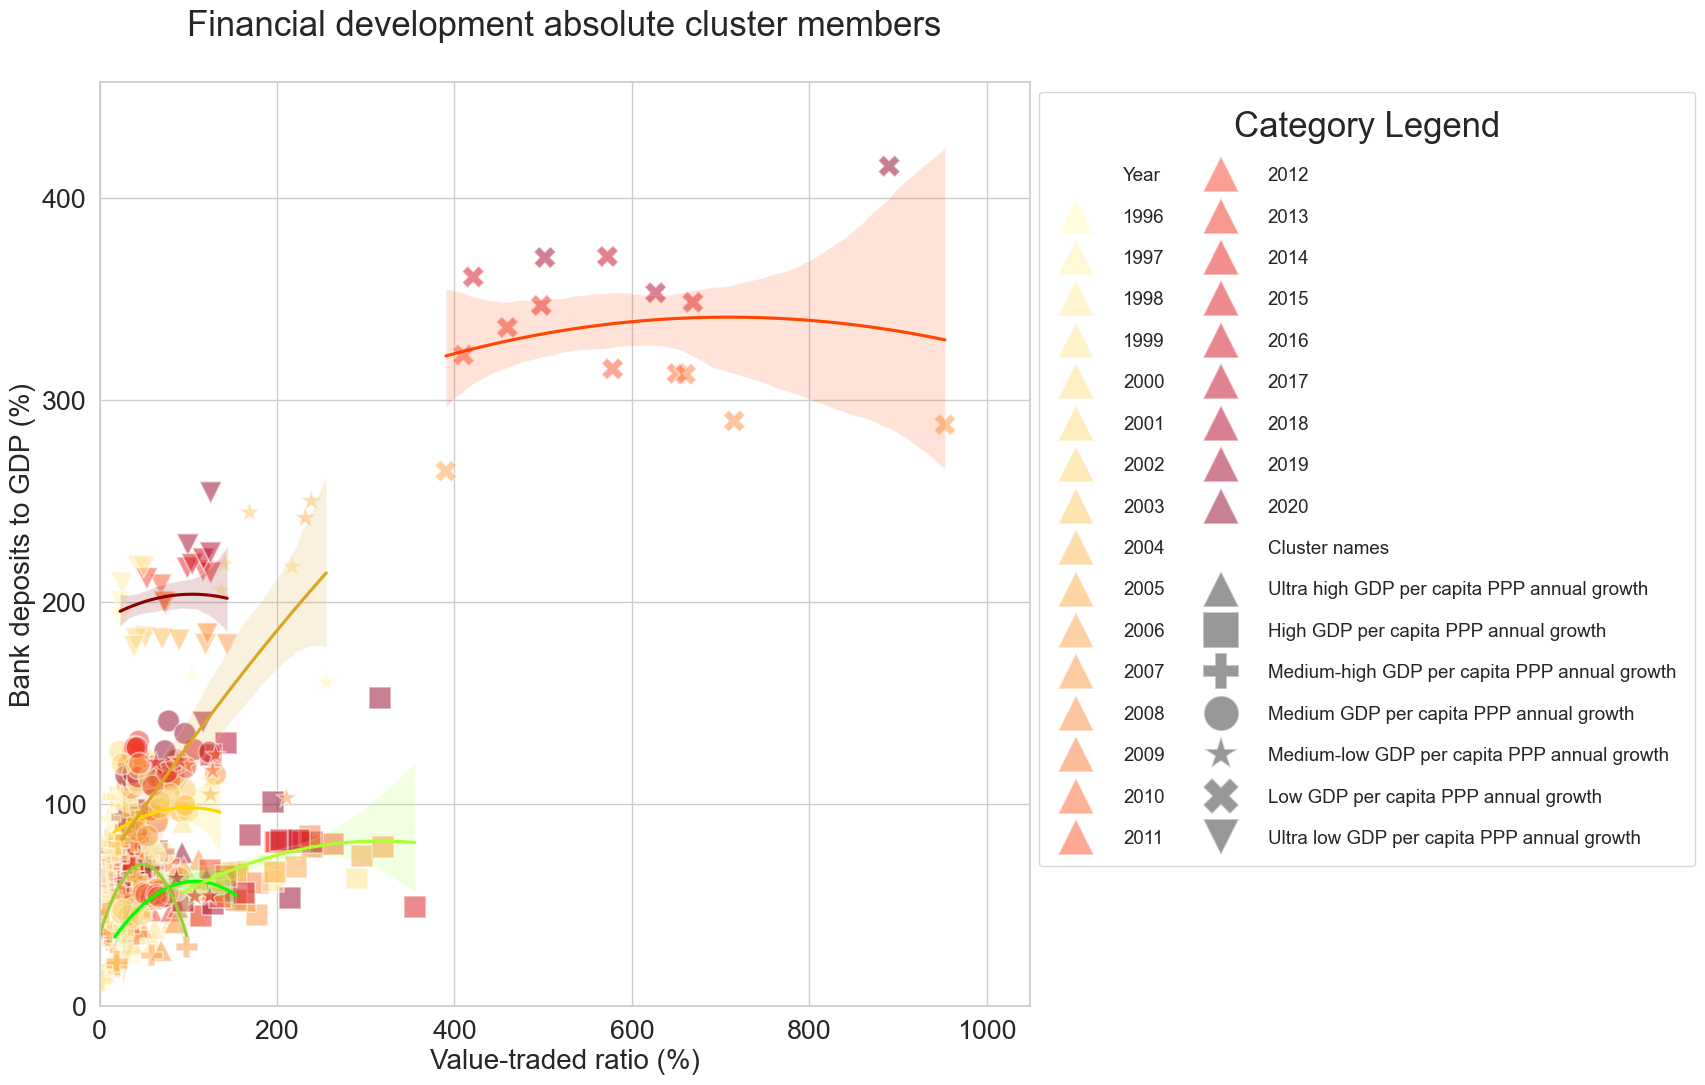 Financial development absolute cluster members
Bank deposits to GDP (%)
400
300
200
100
0
0 200 400 600 800 1000
Value-traded ratio (%)
Category Legend
Year
1996
1997
1998
1999
2000
2001
2002
2003
2004
2005
2006
2007
2008
2009
2010
2011
2012
2013
2014
2015
2016
2017
2018
2019
2020
Cluster names
Ultra high GDP per capita PPP annual growth
High GDP per capita PPP annual growth
Medium-high GDP per capita PPP annual growth
Medium GDP per capita PPP annual growth
Medium-low GDP per capita PPP annual growth
Low GDP per capita PPP annual growth
Ultra low GDP per capita PPP annual growth